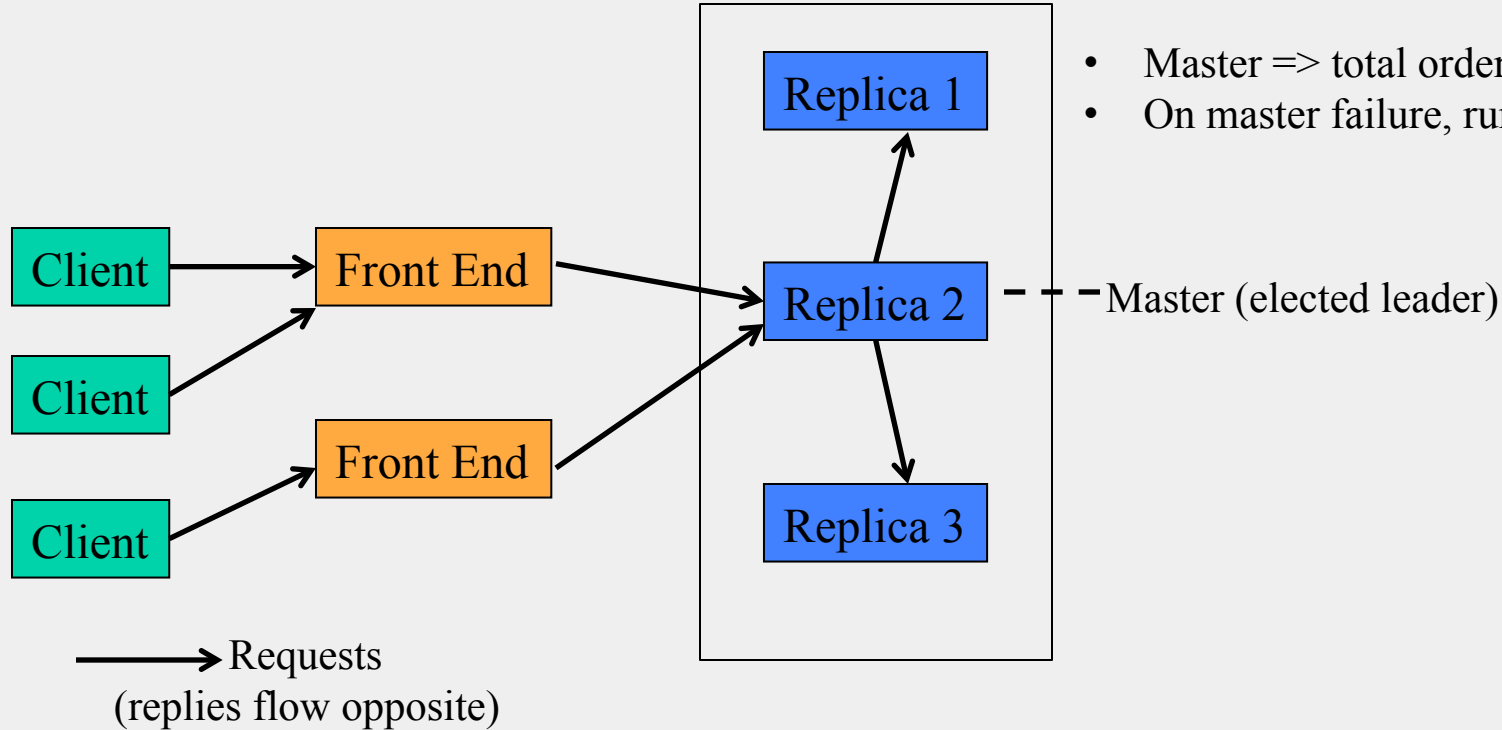 Replica 1
• Master => total order
• On master failure, run
Client
Front End
Replica 2
Master (elected leader)
Client
Front End
Client
Replica 3
Requests
(replies flow opposite)